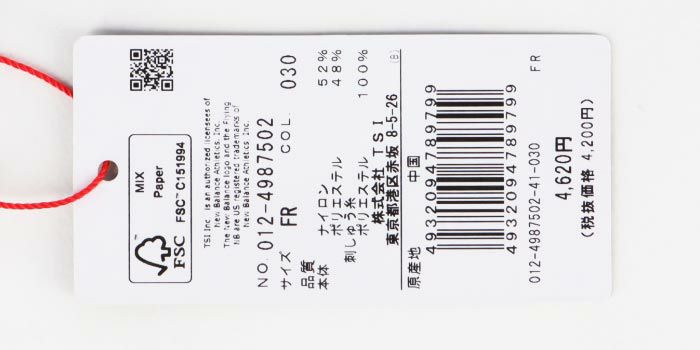 MIX
Paper
FSC™ C151994
FSC
TSI Inc. is an authorized licensees of
New Balance Athletics, Inc.
The New Balance logo and the Flying
NB are US registered trademarks of
New Balance Athletics, Inc.
NO. 012-4987502
サイズ FR COL. 030
品質
本体 ナイロン 52%
ポリエステル 48%
刺しゅう糸
ポリエステル 100%
株式会社 TSI
東京都港区赤坂 8-5-26 (B)
原産地 中国
4932094789799
4932094789799
012-4987502-41-030 FR
4,620円
(税抜価格 4,200円)